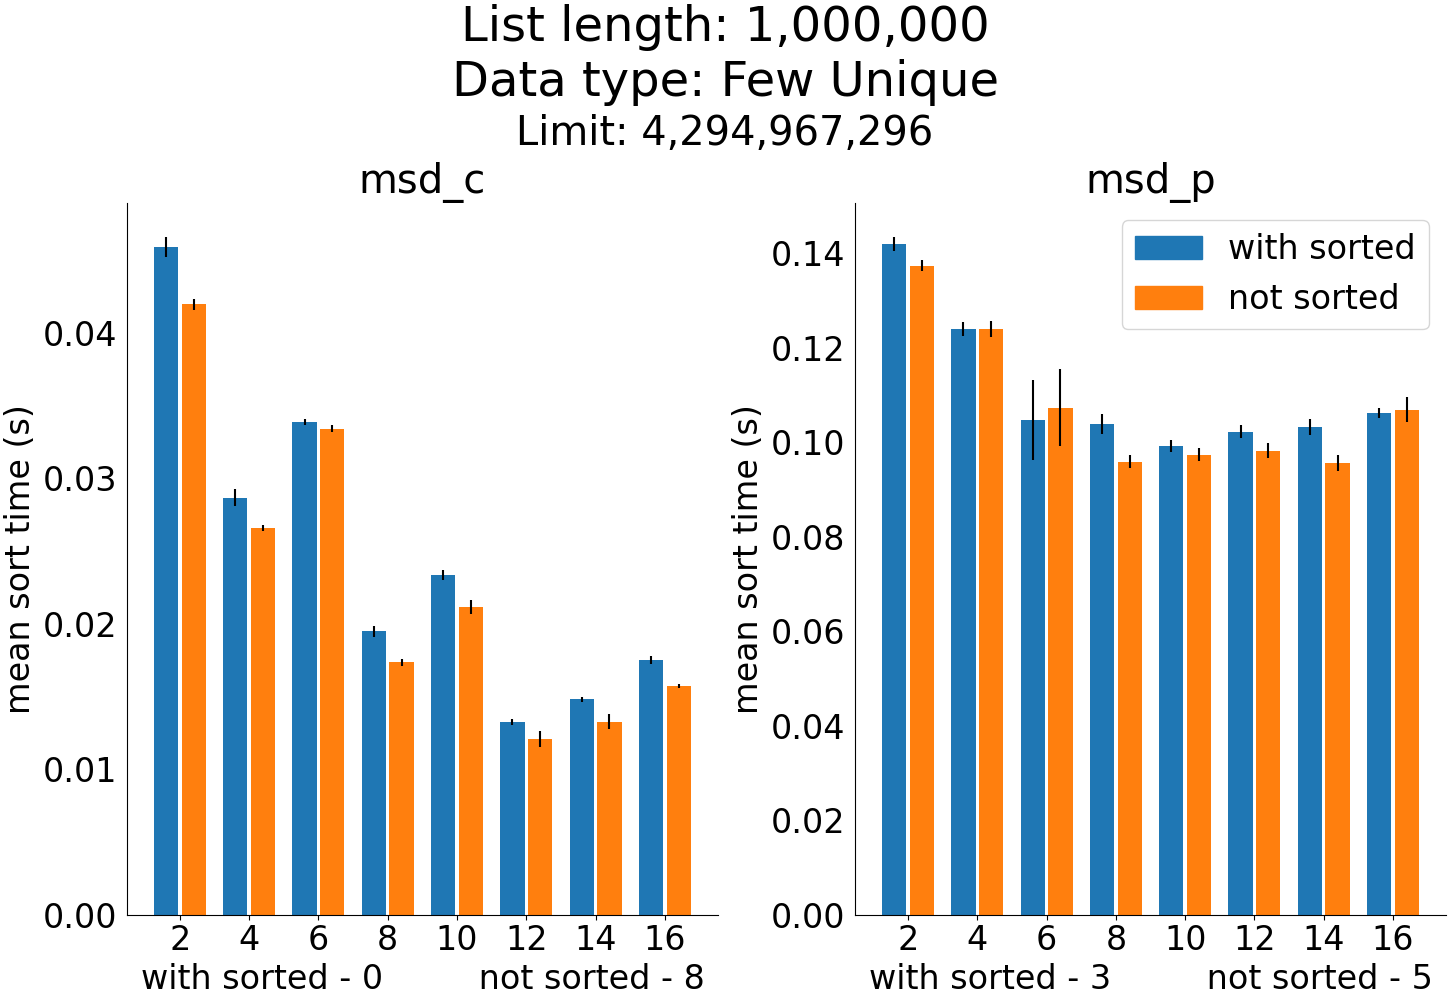 List length: 1,000,000
Data type: Few Unique
Limit: 4,294,967,296
msd_c
mean sort time (s)
0.04
0.03
0.02
0.01
0.00
2 4 6 8 10 12 14 16
with sorted - 0 not sorted - 8
msd_p
with sorted
not sorted
mean sort time (s)
0.14
0.12
0.10
0.08
0.06
0.04
0.02
0.00
2 4 6 8 10 12 14 16
with sorted - 3 not sorted - 5